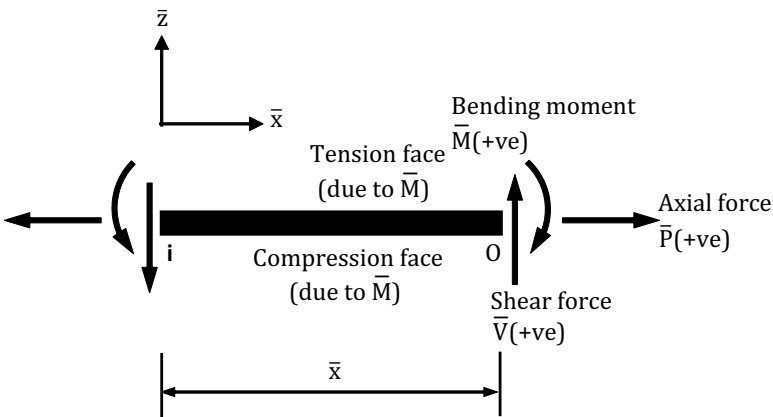 z̄
x̄
Bending moment
M̄(+ve)
Tension face
(due to M̄)
Axial force
P̄(+ve)
i
O
Compression face
(due to M̄)
Shear force
V̄(+ve)
x̄